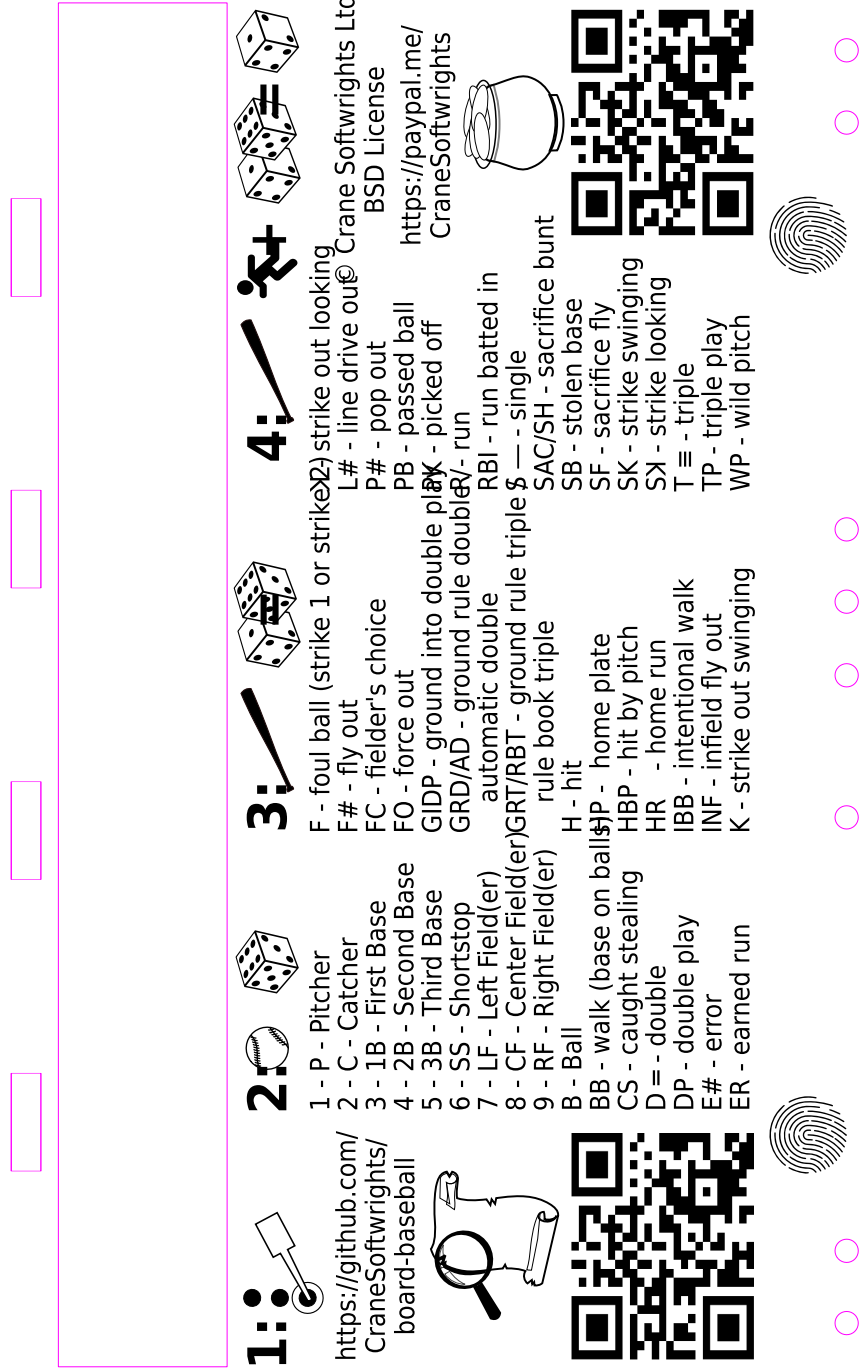 1:
https://github.com/
CraneSoftwrights/
board-baseball
2:
1 - P - Pitcher
2 - C - Catcher
3 - 1B - First Base
4 - 2B - Second Base
5 - 3B - Third Base
6 - SS - Shortstop
7 - LF - Left Field(er)
8 - CF - Center Field(er)
9 - RF - Right Field(er)
B - Ball
BB - walk (base on balls)
CS - caught stealing
D = - double
DP - double play
E# - error
ER - earned run
3: =
F - foul ball (strike 1 or strike 2)
F# - fly out
FC - fielder's choice
FO - force out
GIDP - ground into double play
GRD/AD - ground rule double/
automatic double
GRT/RBT - ground rule triple /
rule book triple
H - hit
HP - home plate
HBP - hit by pitch
HR - home run
IBB - intentional walk
INF - infield fly out
K - strike out swinging
4: + =
ꓘ - strike out looking
L# - line drive out
P# - pop out
PB - passed ball
PK - picked off
R - run
RBI - run batted in
S — - single
SAC/SH - sacrifice bunt
SB - stolen base
SF - sacrifice fly
SK - strike swinging
Sꓘ - strike looking
T ≡ - triple
TP - triple play
WP - wild pitch
© Crane Softwrights Ltd
BSD License
https://paypal.me/
CraneSoftwrights